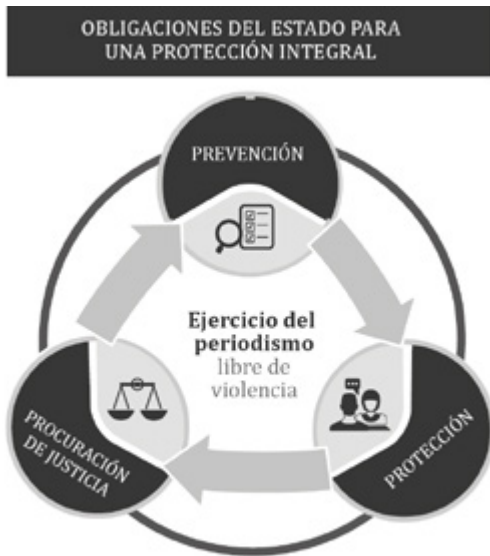 OBLIGACIONES DEL ESTADO PARA
UNA PROTECCIÓN INTEGRAL
PREVENCIÓN
Ejercicio del
periodismo
libre de
violencia
PROCURACIÓN
DE JUSTICIA
PROTECCIÓN